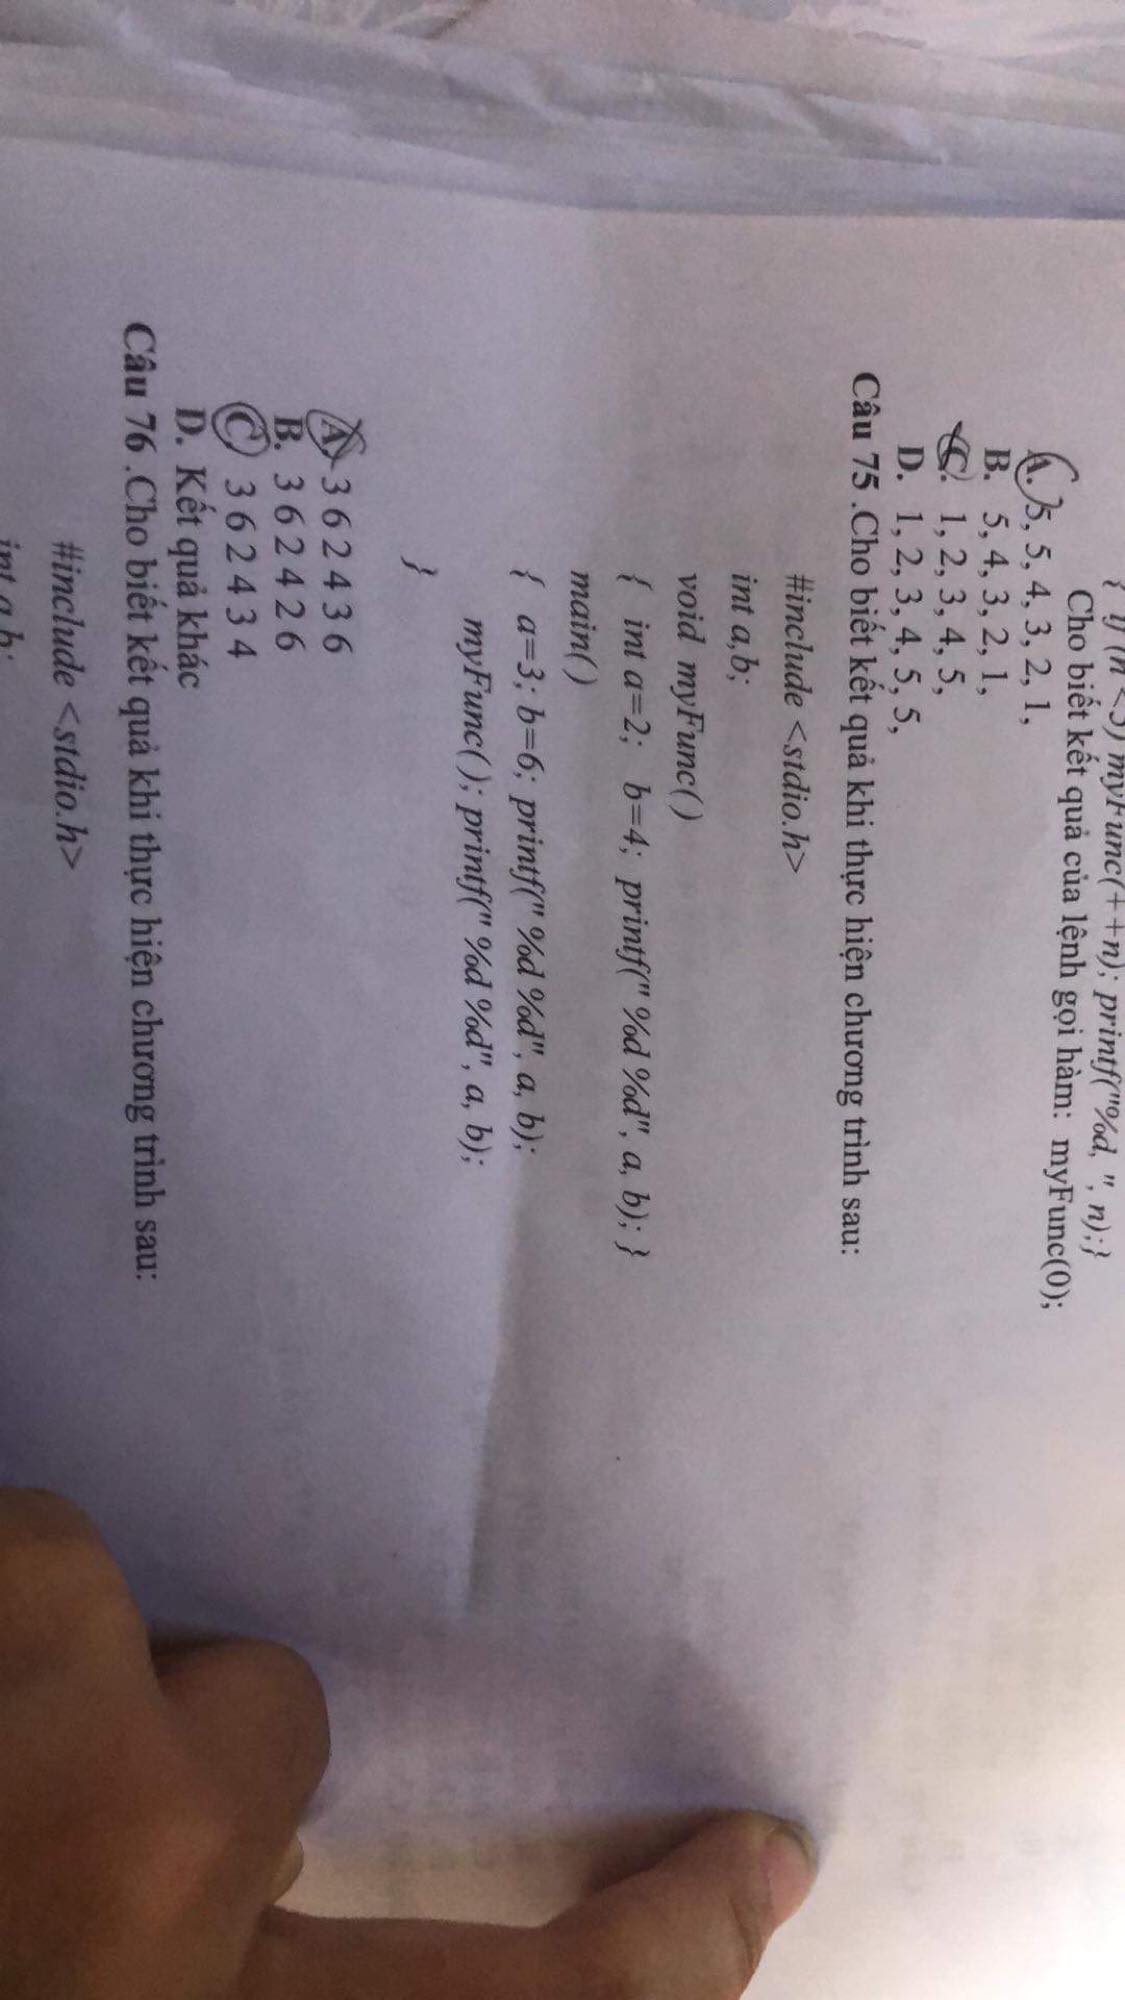 { if (n <5) myFunc(++n); printf("%d, ", n);}
Cho biết kết quả của lệnh gọi hàm: myFunc(0);
A. 5, 5, 4, 3, 2, 1,
B. 5, 4, 3, 2, 1,
C. 1, 2, 3, 4, 5,
D. 1, 2, 3, 4, 5, 5,
Câu 75 .Cho biết kết quả khi thực hiện chương trình sau:
#include <stdio.h>
int a,b;
void myFunc()
{ int a=2; b=4; printf(" %d %d", a, b); }
main()
{ a=3; b=6; printf(" %d %d", a, b);
myFunc(); printf(" %d %d", a, b);
}
A. 3 6 2 4 3 6
B. 3 6 2 4 2 6
C. 3 6 2 4 3 4
D. Kết quả khác
Câu 76 .Cho biết kết quả khi thực hiện chương trình sau:
#include <stdio.h>
int a,b;